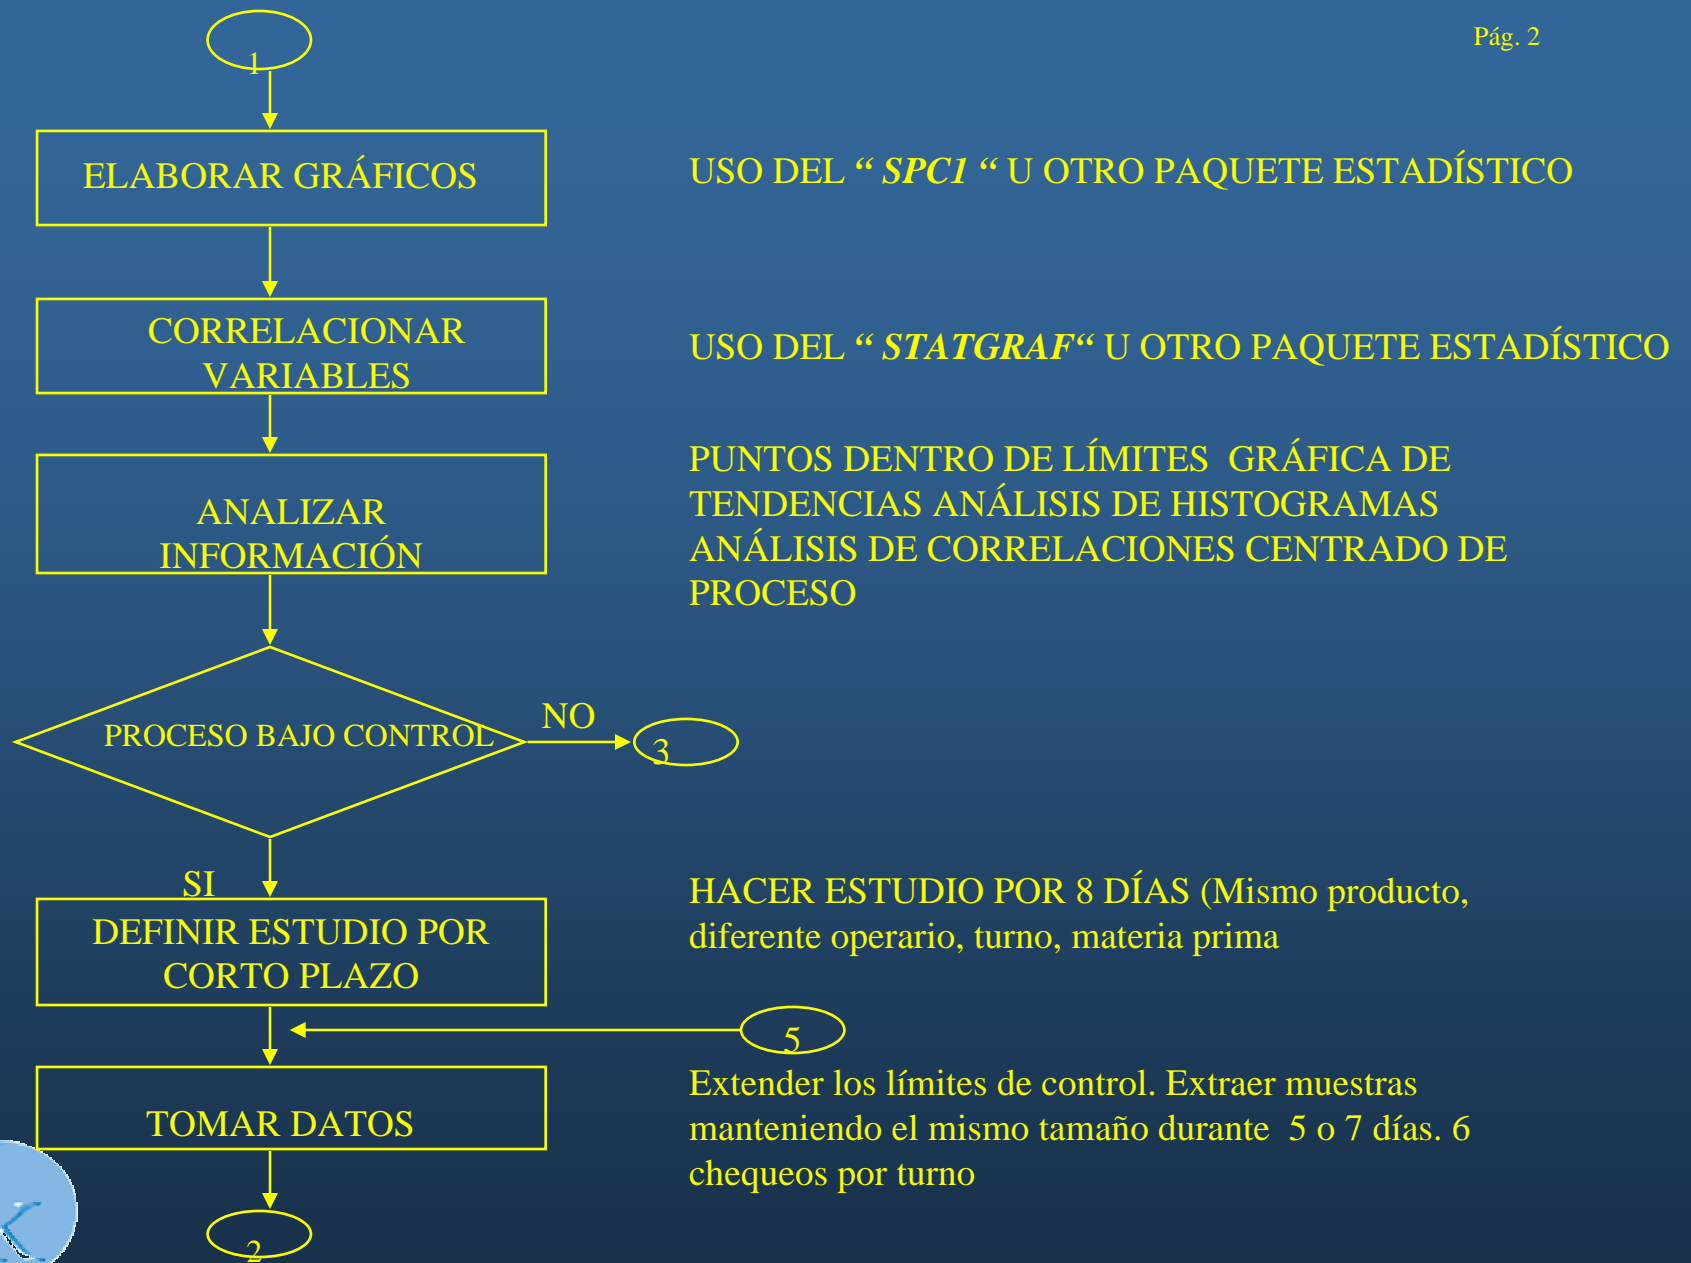 Pág. 2
1
ELABORAR GRÁFICOS
USO DEL “ SPC1 “ U OTRO PAQUETE ESTADÍSTICO
CORRELACIONAR
VARIABLES
USO DEL “ STATGRAF“ U OTRO PAQUETE ESTADÍSTICO
ANALIZAR
INFORMACIÓN
PUNTOS DENTRO DE LÍMITES  GRÁFICA DE
TENDENCIAS ANÁLISIS DE HISTOGRAMAS
ANÁLISIS DE CORRELACIONES CENTRADO DE
PROCESO
PROCESO BAJO CONTROL
NO
3
SI
DEFINIR ESTUDIO POR
CORTO PLAZO
HACER ESTUDIO POR 8 DÍAS (Mismo producto,
diferente operario, turno, materia prima
5
TOMAR DATOS
Extender los límites de control. Extraer muestras
manteniendo el mismo tamaño durante  5 o 7 días. 6
chequeos por turno
2
K